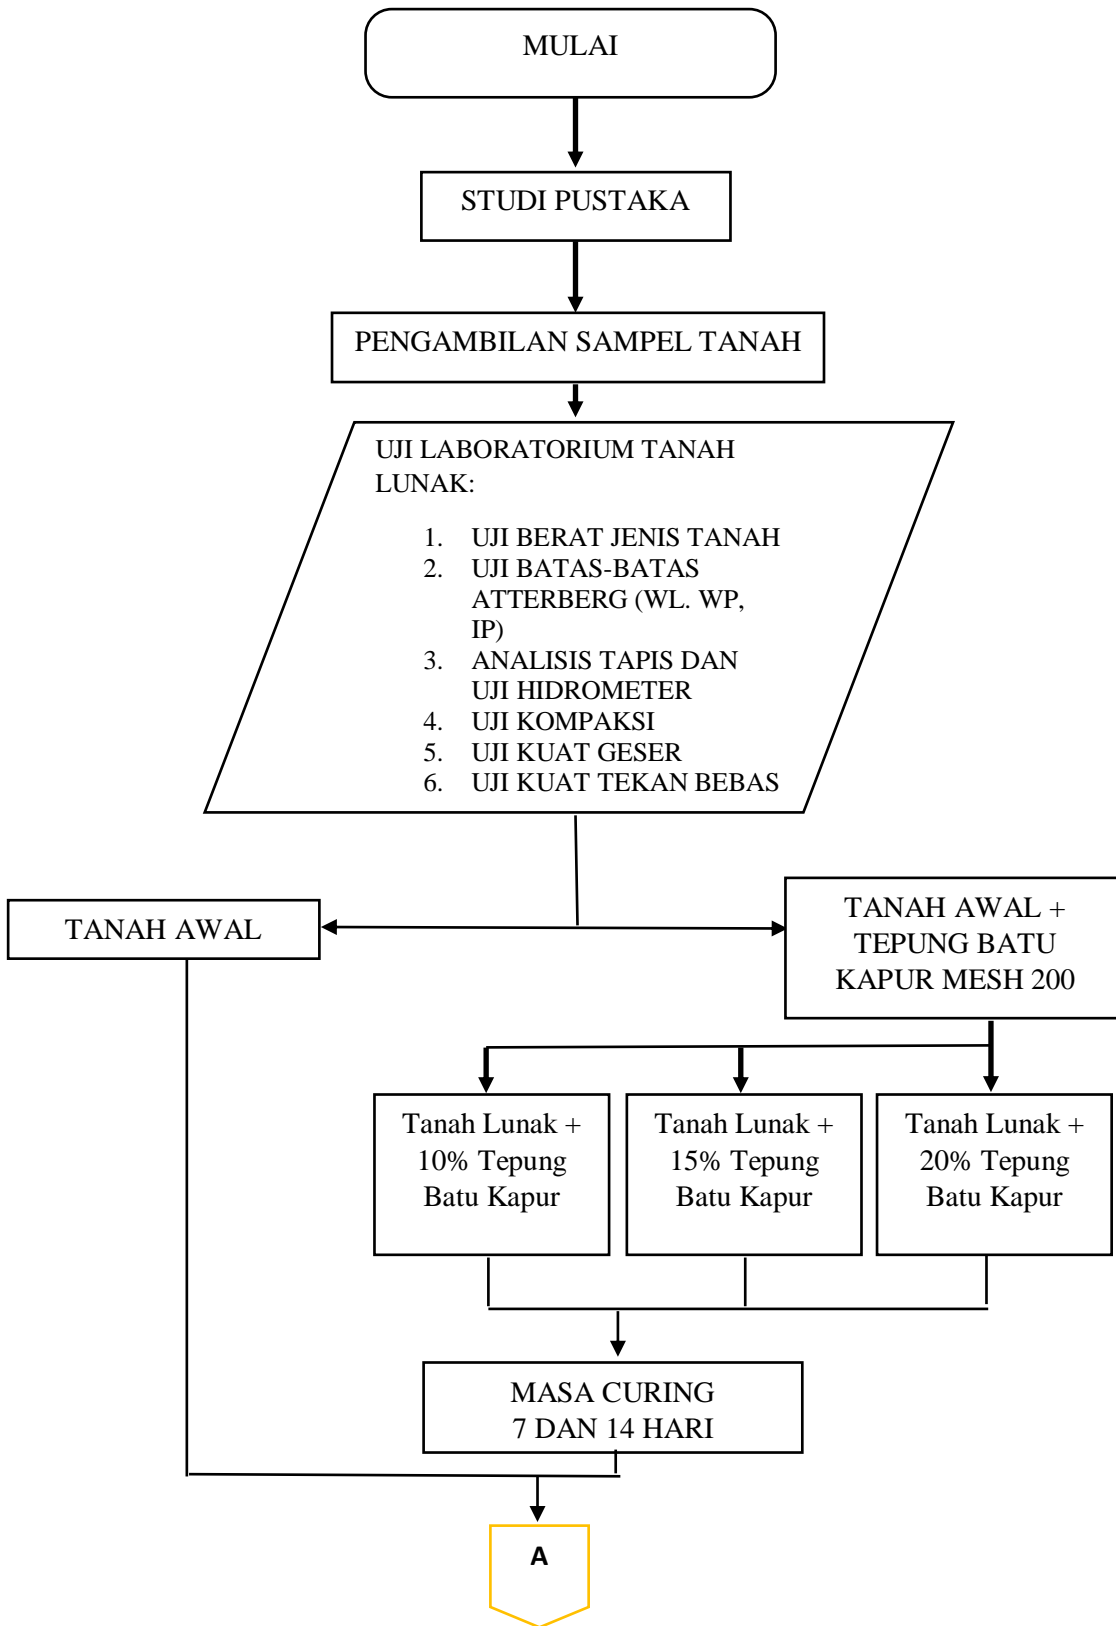 MULAI
STUDI PUSTAKA
PENGAMBILAN SAMPEL TANAH
UJI LABORATORIUM TANAH
LUNAK:
1. UJI BERAT JENIS TANAH
2. UJI BATAS-BATAS
ATTERBERG (WL. WP,
IP)
3. ANALISIS TAPIS DAN
UJI HIDROMETER
4. UJI KOMPAKSI
5. UJI KUAT GESER
6. UJI KUAT TEKAN BEBAS
TANAH AWAL
TANAH AWAL +
TEPUNG BATU
KAPUR MESH 200
Tanah Lunak +
10% Tepung
Batu Kapur
Tanah Lunak +
15% Tepung
Batu Kapur
Tanah Lunak +
20% Tepung
Batu Kapur
MASA CURING
7 DAN 14 HARI
A